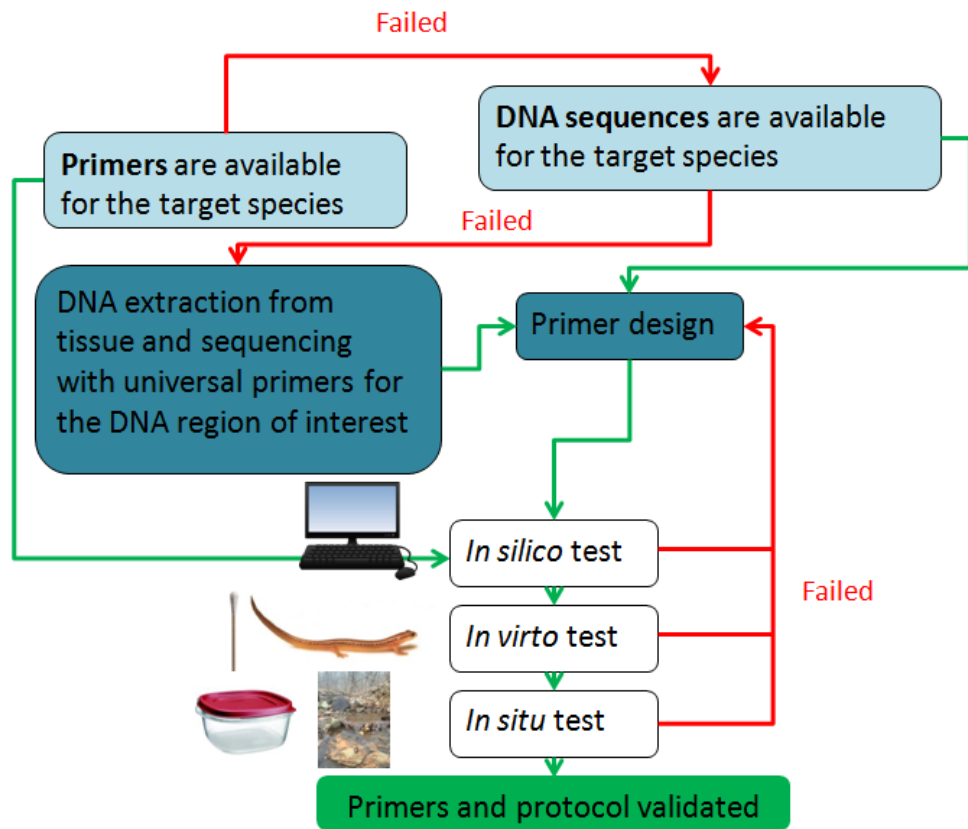 Failed
DNA sequences are available
for the target species
Primers are available
for the target species
Failed
DNA extraction from
tissue and sequencing
with universal primers for
the DNA region of interest
Primer design
In silico test
Failed
In virto test
In situ test
Primers and protocol validated